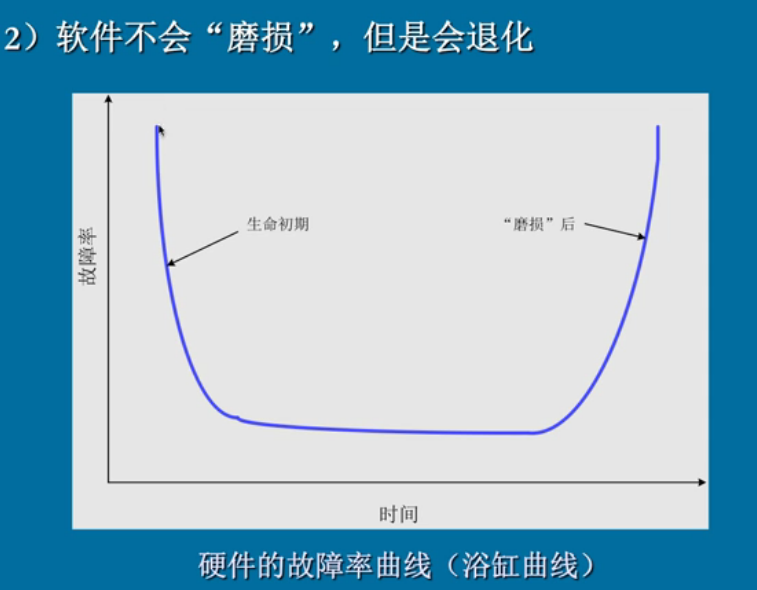 2）软件不会“磨损”，但是会退化
生命初期
“磨损”后
故障率
时间
硬件的故障率曲线（浴缸曲线）